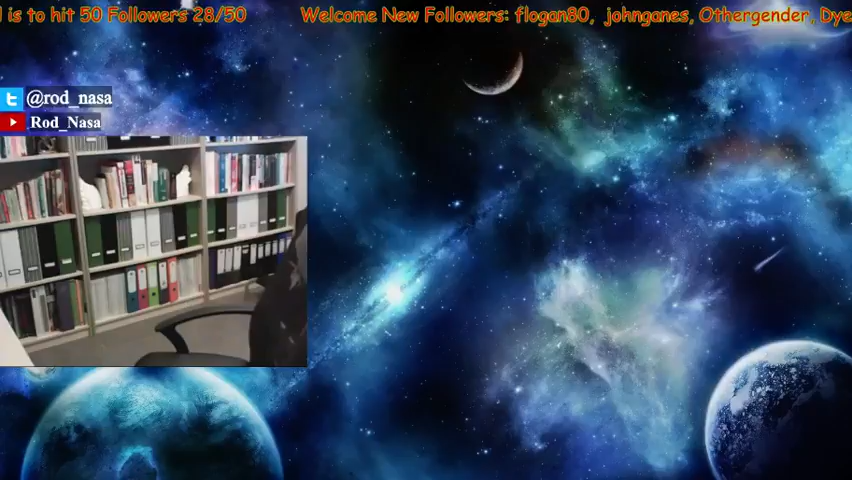 l is to hit 50 Followers 28/50 Welcome New Followers: flogan80, johnganes, Othergender, Dye
@rod_nasa
Rod_Nasa